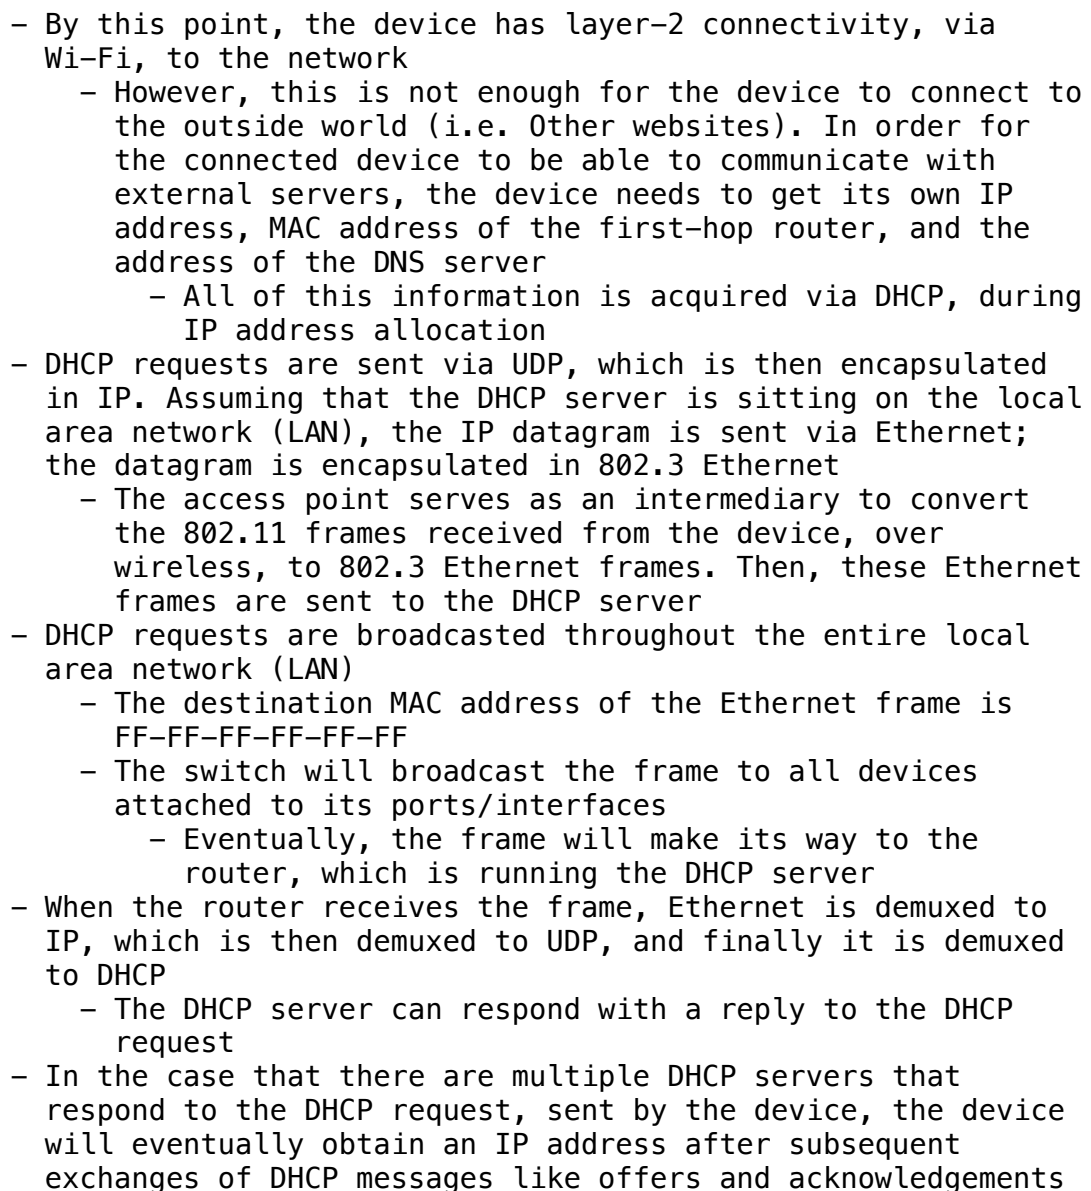 – By this point, the device has layer–2 connectivity, via
Wi–Fi, to the network
– However, this is not enough for the device to connect to
the outside world (i.e. Other websites). In order for
the connected device to be able to communicate with
external servers, the device needs to get its own IP
address, MAC address of the first–hop router, and the
address of the DNS server
– All of this information is acquired via DHCP, during
IP address allocation
– DHCP requests are sent via UDP, which is then encapsulated
in IP. Assuming that the DHCP server is sitting on the local
area network (LAN), the IP datagram is sent via Ethernet;
the datagram is encapsulated in 802.3 Ethernet
– The access point serves as an intermediary to convert
the 802.11 frames received from the device, over
wireless, to 802.3 Ethernet frames. Then, these Ethernet
frames are sent to the DHCP server
– DHCP requests are broadcasted throughout the entire local
area network (LAN)
– The destination MAC address of the Ethernet frame is
FF–FF–FF–FF–FF–FF
– The switch will broadcast the frame to all devices
attached to its ports/interfaces
– Eventually, the frame will make its way to the
router, which is running the DHCP server
– When the router receives the frame, Ethernet is demuxed to
IP, which is then demuxed to UDP, and finally it is demuxed
to DHCP
– The DHCP server can respond with a reply to the DHCP
request
– In the case that there are multiple DHCP servers that
respond to the DHCP request, sent by the device, the device
will eventually obtain an IP address after subsequent
exchanges of DHCP messages like offers and acknowledgements